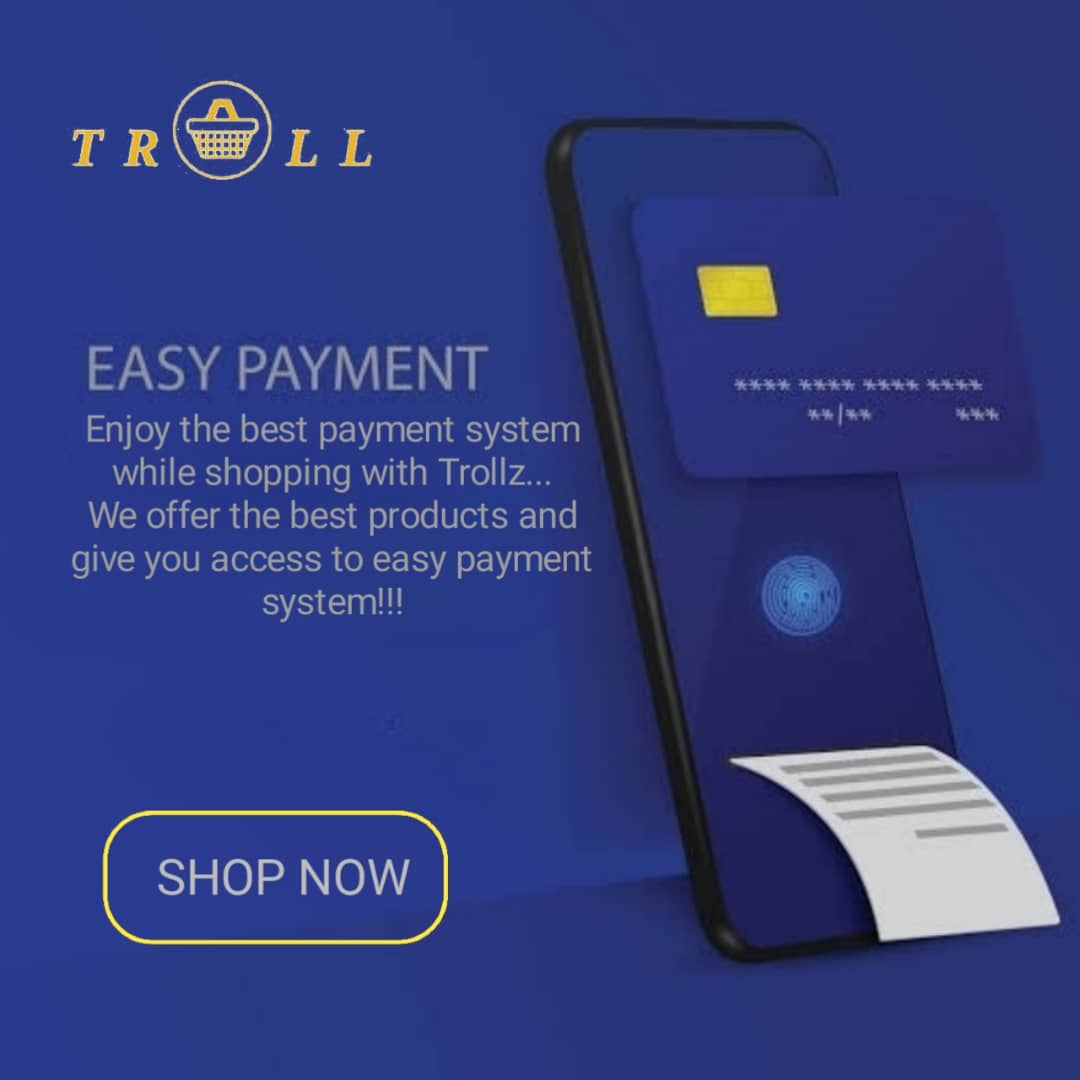 TROLL
EASY PAYMENT
Enjoy the best payment system
while shopping with Trollz...
We offer the best products and
give you access to easy payment
system!!!
**** **** **** ****
**|** ***
SHOP NOW